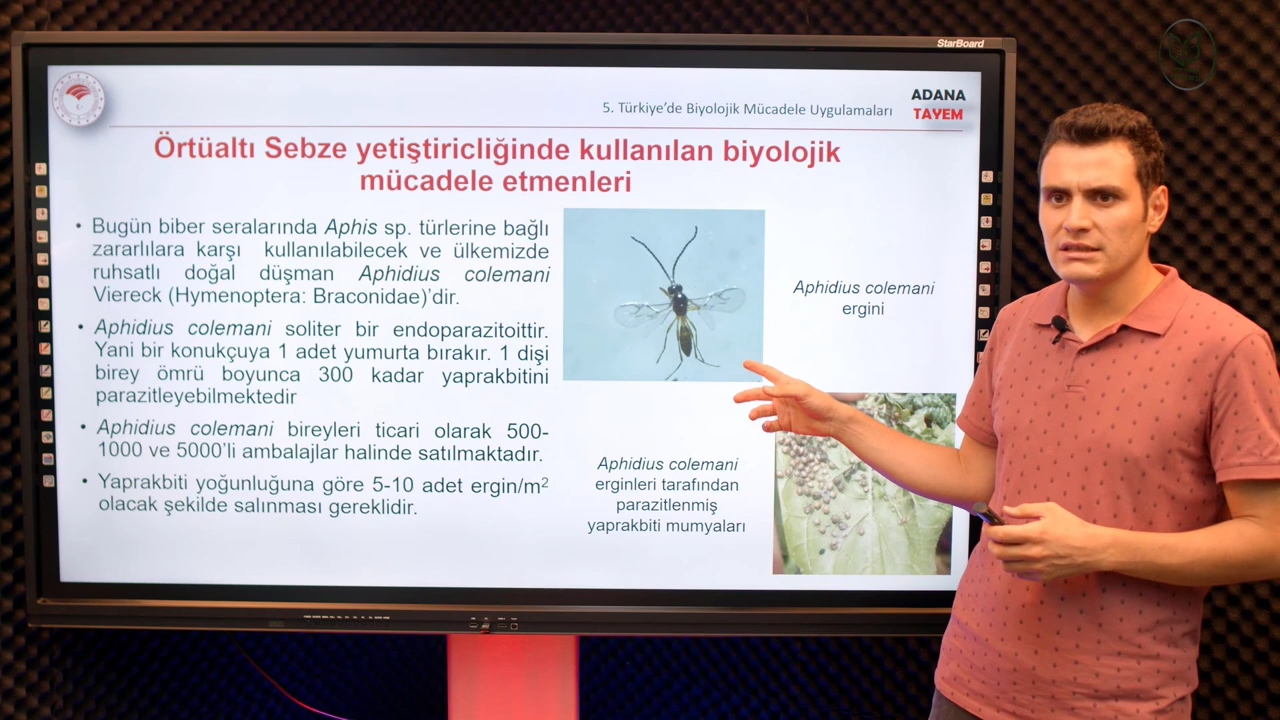 StarBoard
5. Türkiye’de Biyolojik Mücadele Uygulamaları
ADANA
TAYEM
Örtüaltı Sebze yetiştiriciliğinde kullanılan biyolojik
mücadele etmenleri
• Bugün biber seralarında Aphis sp. türlerine bağlı
zararlılara karşı kullanılabilecek ve ülkemizde
ruhsatlı doğal düşman Aphidius colemani
Viereck (Hymenoptera: Braconidae)’dir.
• Aphidius colemani soliter bir endoparazitoittir.
Yani bir konukçuya 1 adet yumurta bırakır. 1 dişi
birey ömrü boyunca 300 kadar yaprakbitini
parazitleyebilmektedir
• Aphidius colemani bireyleri ticari olarak 500-
1000 ve 5000’li ambalajlar halinde satılmaktadır.
• Yaprakbiti yoğunluğuna göre 5-10 adet ergin/m²
olacak şekilde salınması gereklidir.
Aphidius colemani
ergini
Aphidius colemani
erginleri tarafından
parazitlenmiş
yaprakbiti mumyaları